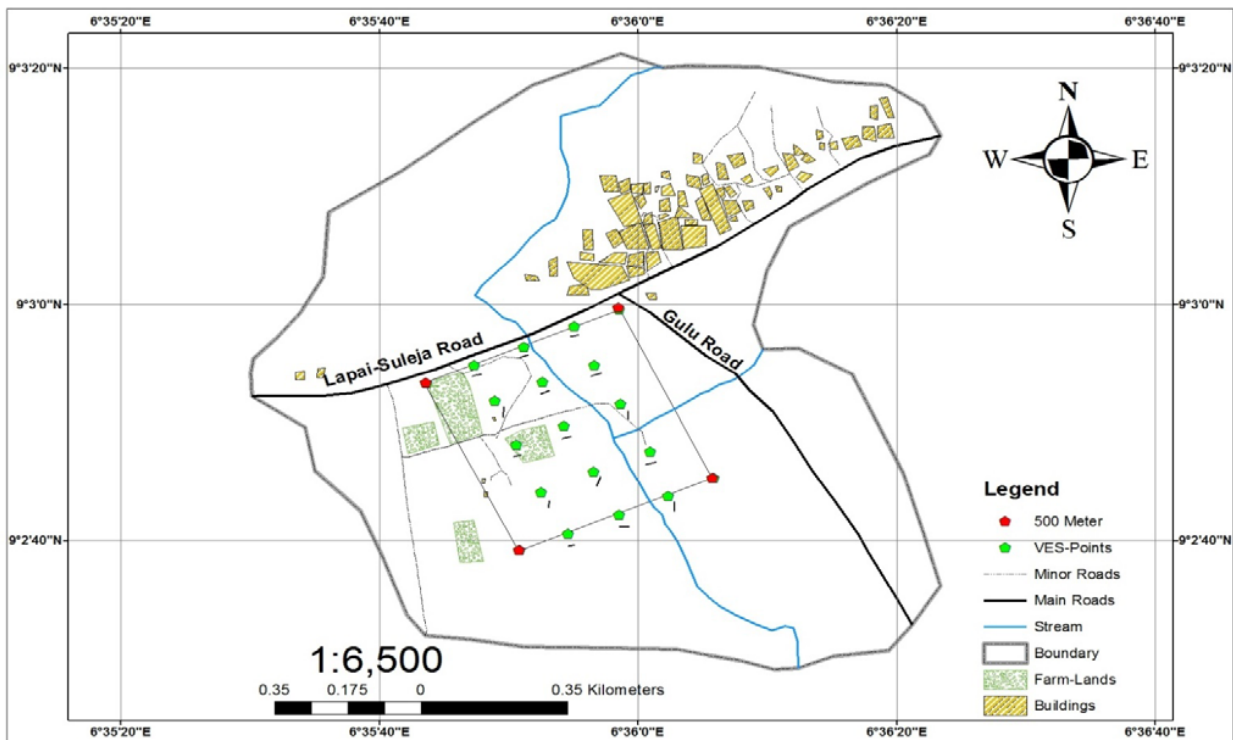 6°35'20"E 6°35'40"E 6°36'0"E 6°36'20"E 6°36'40"E
9°3'20"N 9°3'20"N
N
W E
S
9°3'0"N 9°3'0"N
Lapai-Suleja Road
Gulu Road
Legend
500 Meter
VES-Points
9°2'40"N 9°2'40"N
Minor Roads
Main Roads
Stream
Boundary
Farm-Lands
Buildings
1:6,500
0.35 0.175 0 0.35 Kilometers
6°35'20"E 6°35'40"E 6°36'0"E 6°36'20"E 6°36'40"E